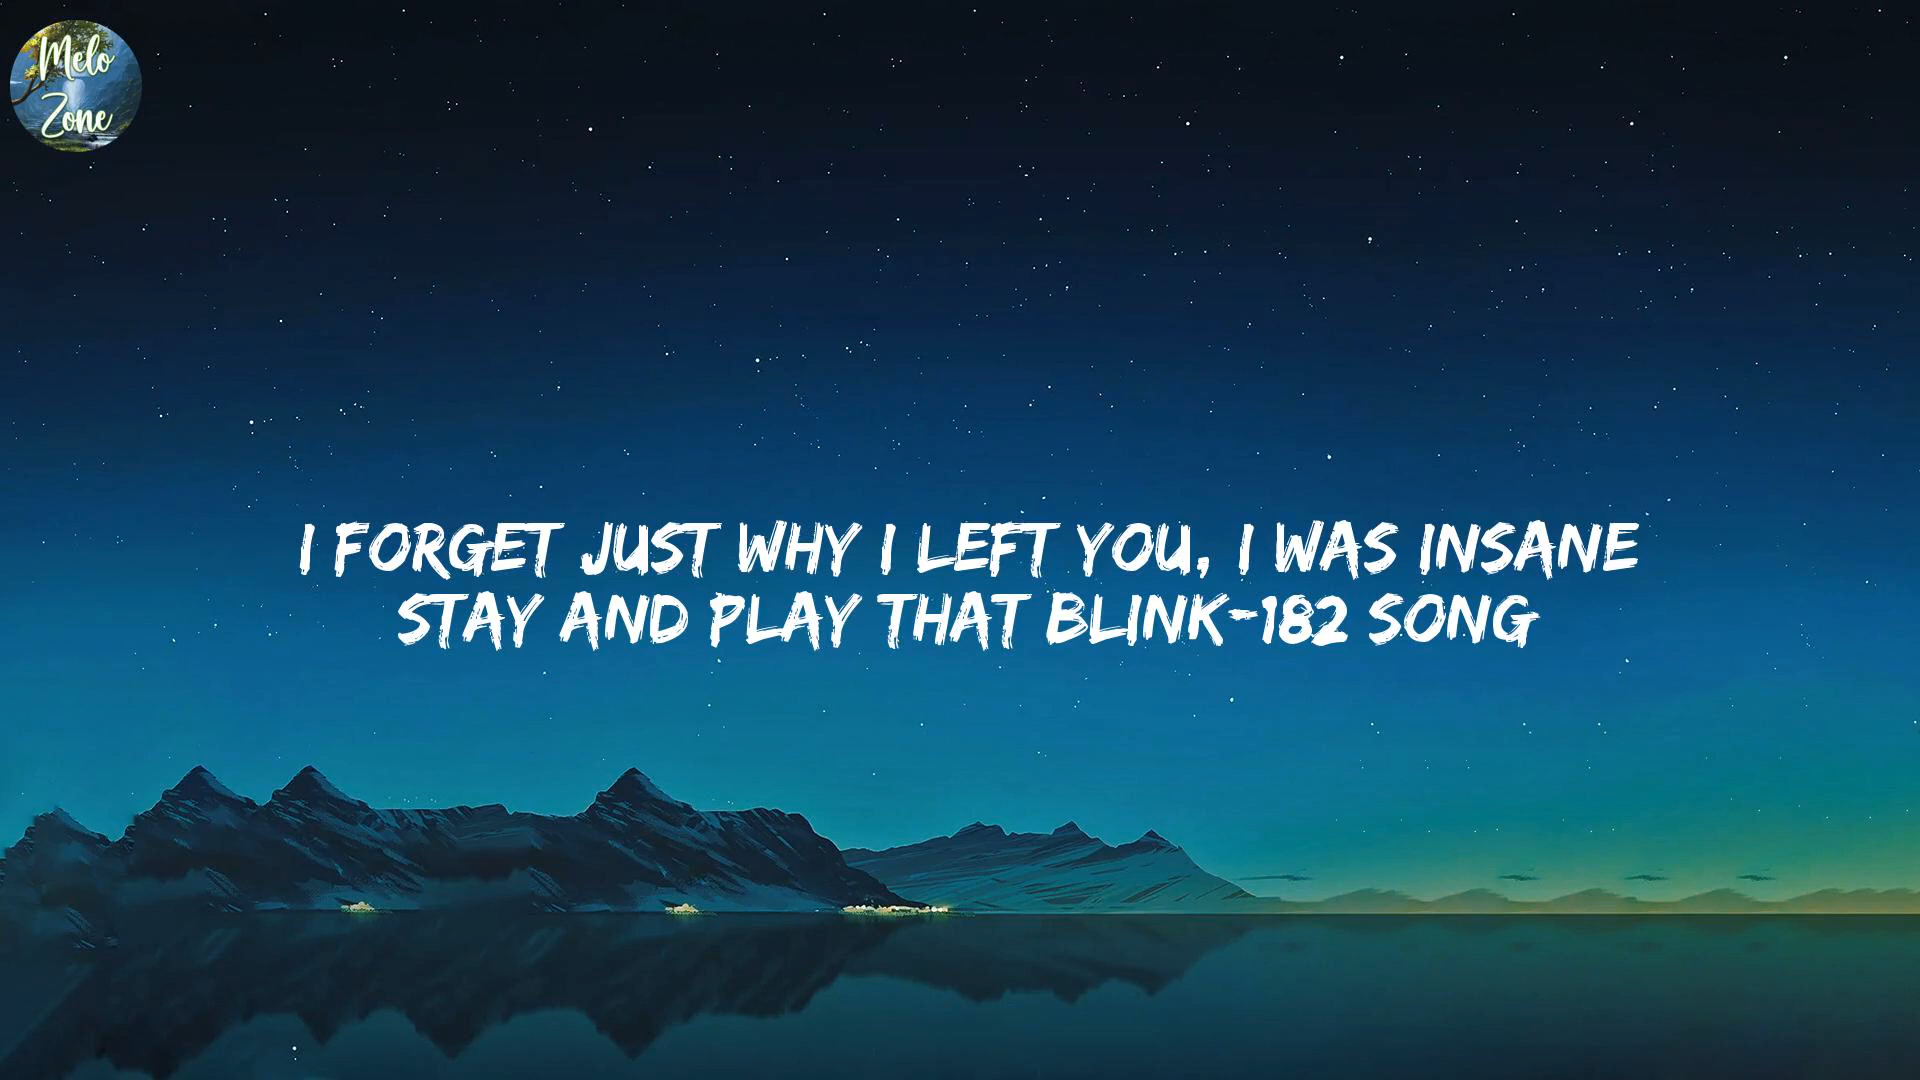 Melo
Zone
I FORGET JUST WHY I LEFT YOU, I WAS INSANE
STAY AND PLAY THAT BLINK-182 SONG